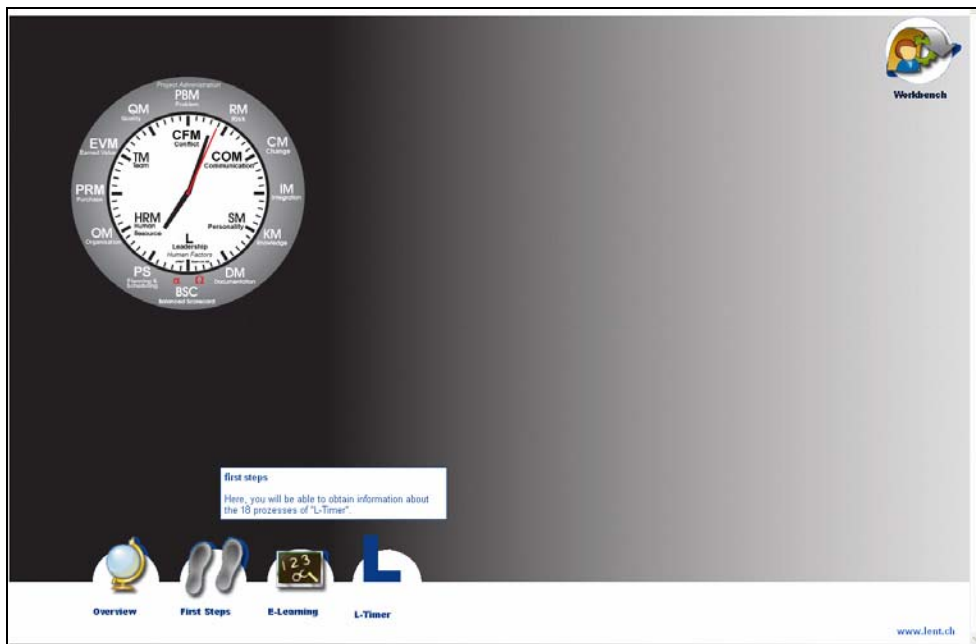 Workbench
Project Administration
PBM
Problem
QM
Quality
RM
Risk
EVM
Earned Value
CM
Change
CFM
Conflict
TM
Team
COM
Communication
PRM
Purchase
IM
Integration
HRM
Human
Resource
SM
Personality
OM
Organisation
KM
Knowledge
L
Leadership
Human Factors
PS
Planning &
Scheduling
α Ω
DM
Documentation
BSC
Balanced Scorecard
first steps
Here, you will be able to obtain information about
the 18 prozesses of "L-Timer".
1 2 3
L
Overview
First Steps
E-Learning
L-Timer
www.lent.ch